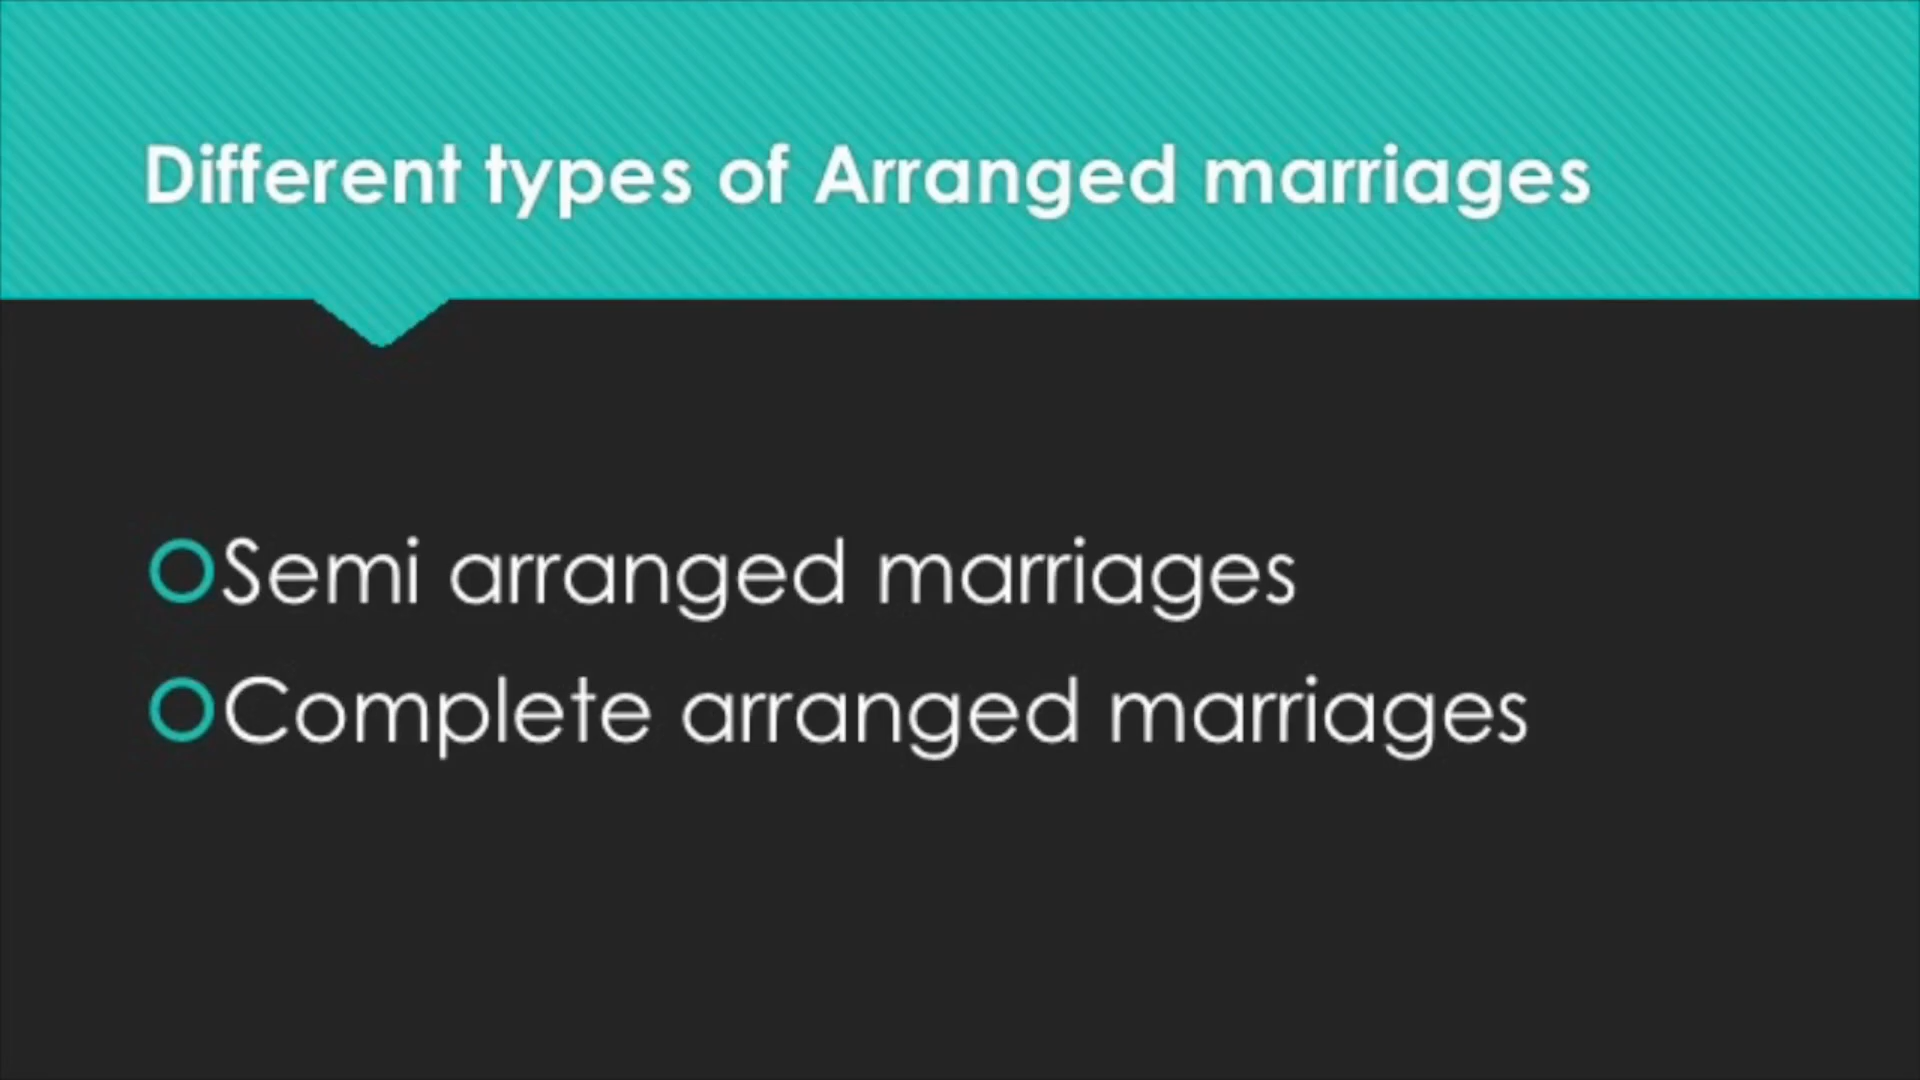 Different types of Arranged marriages
Semi arranged marriages
Complete arranged marriages